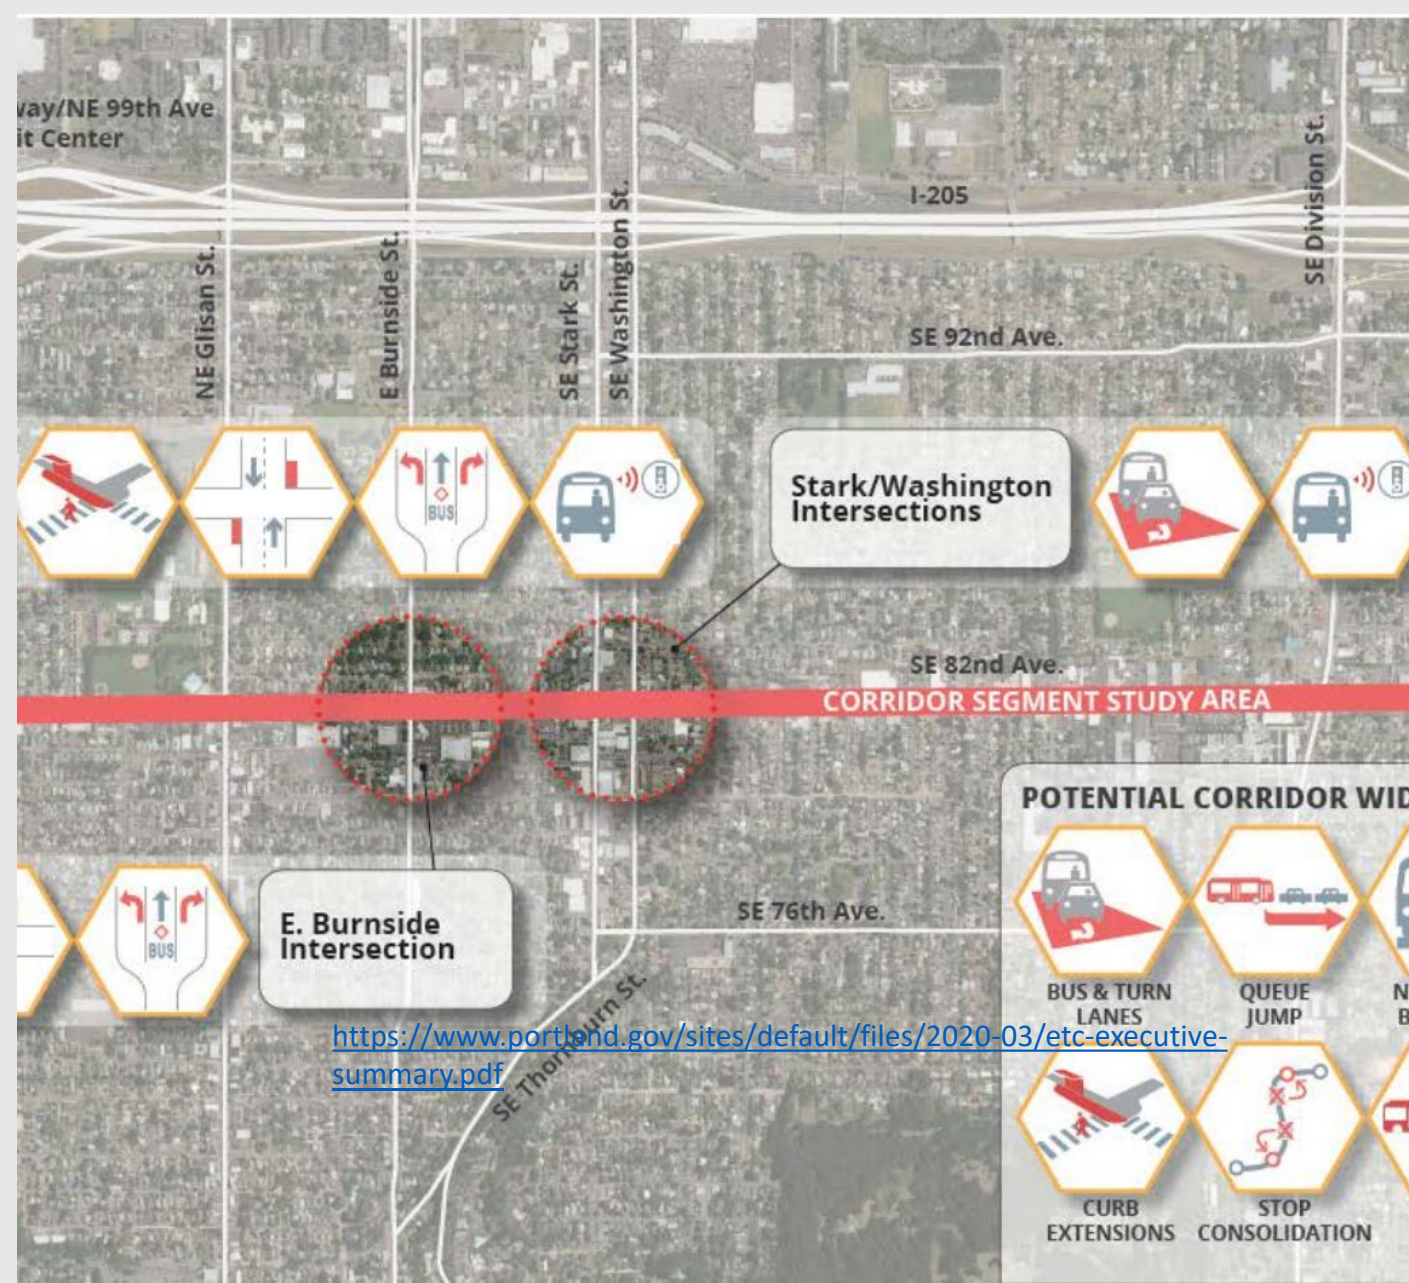 way/NE 99th Ave
it Center
I-205
SE Division St.
NE Glisan St.
E Burnside St.
SE Stark St.
SE Washington St.
SE 92nd Ave.
BUS
Stark/Washington
Intersections
SE 82nd Ave.
CORRIDOR SEGMENT STUDY AREA
POTENTIAL CORRIDOR WID
BUS
E. Burnside
Intersection
SE 76th Ave.
BUS & TURN
LANES
QUEUE
JUMP
N
B
SE Thornburn St.
https://www.portland.gov/sites/default/files/2020-03/etc-executive-
summary.pdf
CURB
EXTENSIONS
STOP
CONSOLIDATION